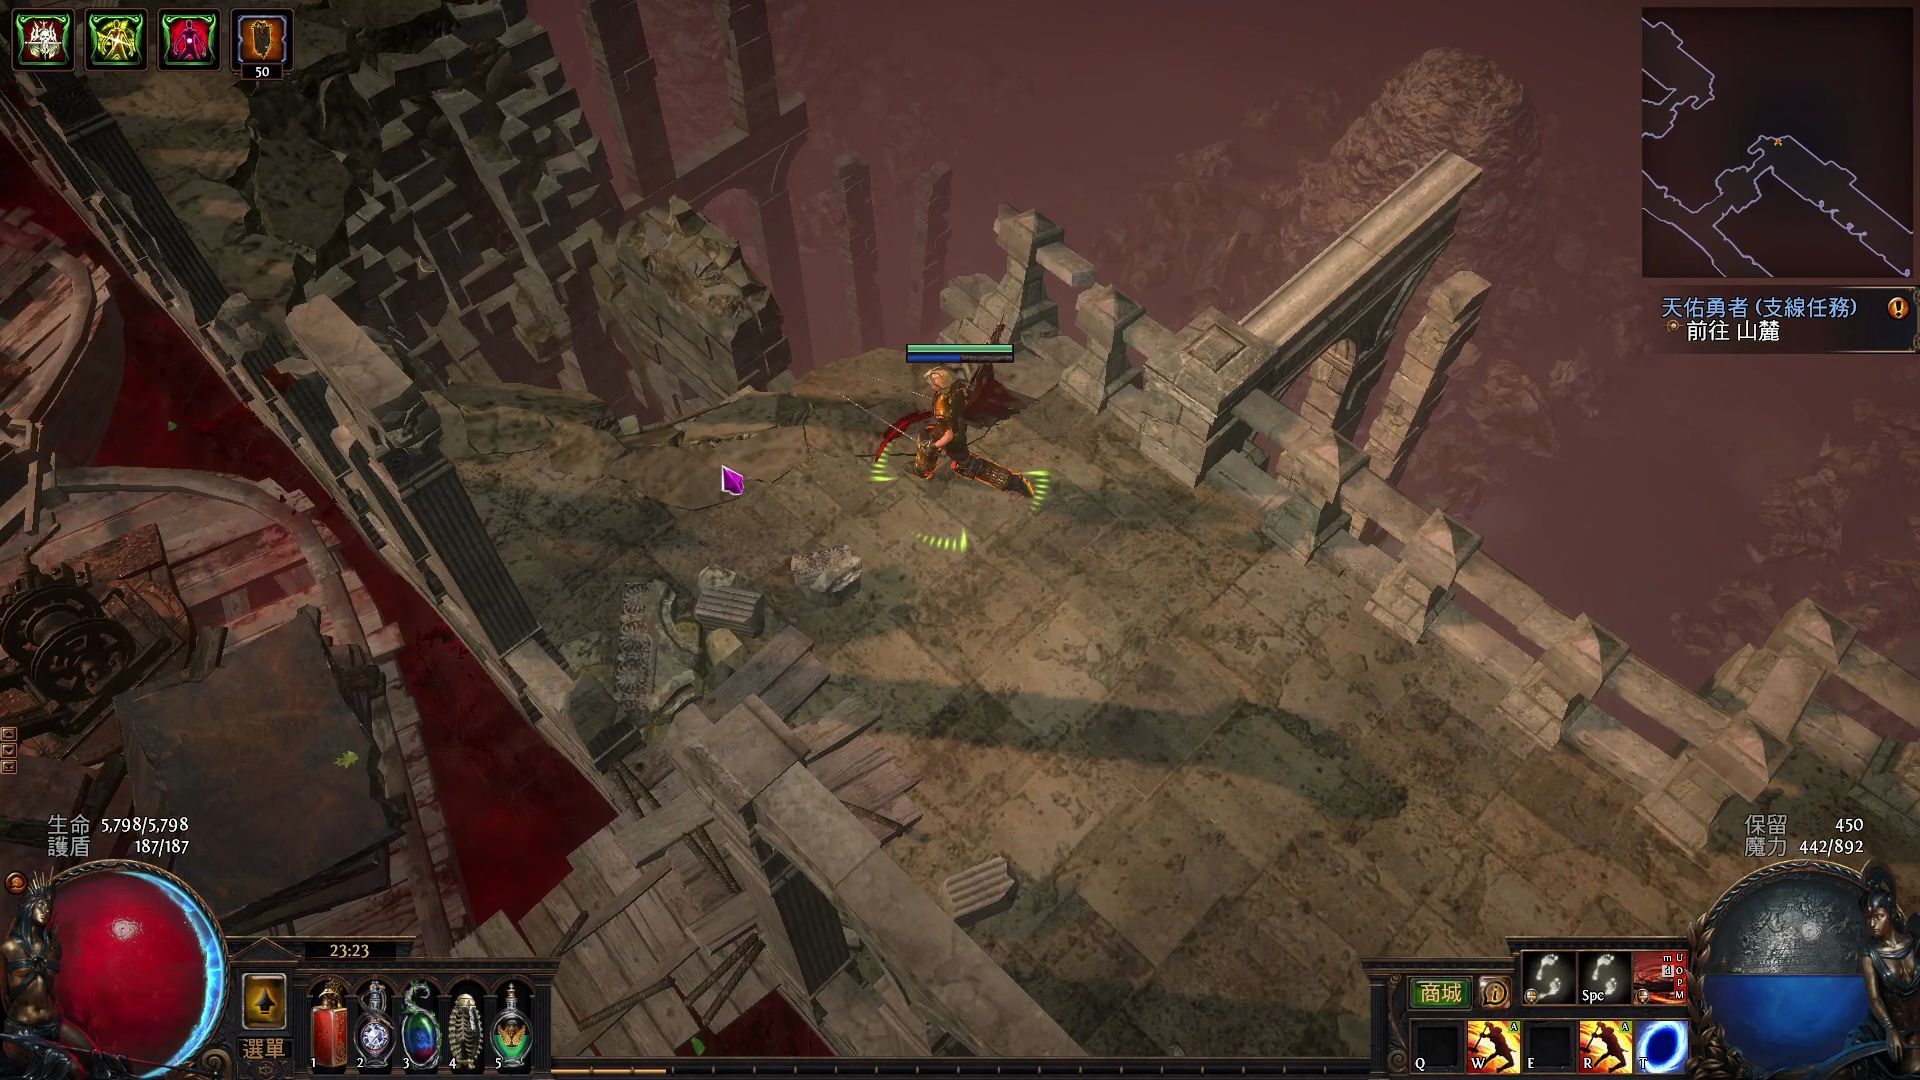 50
天佑勇者 (支線任務)
前往 山麓
生命 5,798/5,798
護盾 187/187
保留 450
魔力 442/892
23:23
選單
1
2
3
4
5
商城
Spc
m U
d O
P
M
Q
W A
E
R A
T